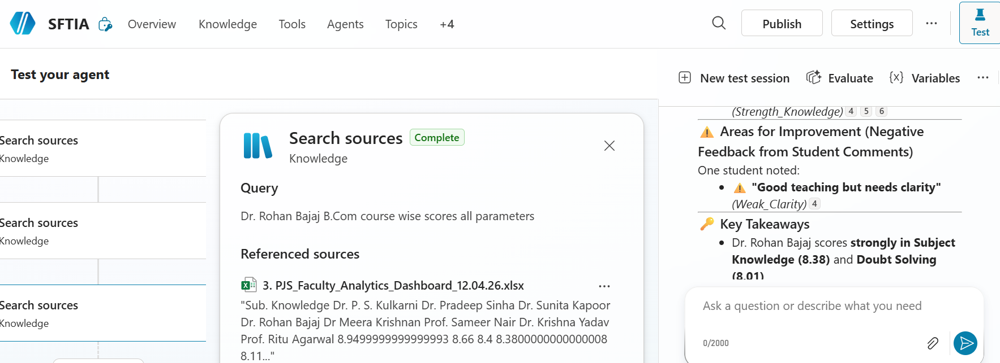 SFTIA Overview Knowledge Tools Agents Topics +4 Publish Settings ... Test
Test your agent
New test session Evaluate {x} Variables ...
Search sources
Knowledge
Search sources
Knowledge
Search sources
Knowledge
Search sources Complete
Knowledge
Query
Dr. Rohan Bajaj B.Com course wise scores all parameters
Referenced sources
3. PJS_Faculty_Analytics_Dashboard_12.04.26.xlsx ...
"Sub. Knowledge Dr. P. S. Kulkarni Dr. Pradeep Sinha Dr. Sunita Kapoor
Dr. Rohan Bajaj Dr Meera Krishnan Prof. Sameer Nair Dr. Krishna Yadav
Prof. Ritu Agarwal 8.9499999999999993 8.66 8.4 8.3800000000000008
8.11..."
(Strength_Knowledge) 4 5 6
⚠️ Areas for Improvement (Negative
Feedback from Student Comments)
One student noted:
• ⚠️ "Good teaching but needs clarity"
(Weak_Clarity) 4
🔑 Key Takeaways
• Dr. Rohan Bajaj scores strongly in Subject
Knowledge (8.38) and Doubt Solving
(8.01)
Ask a question or describe what you need
0/2000